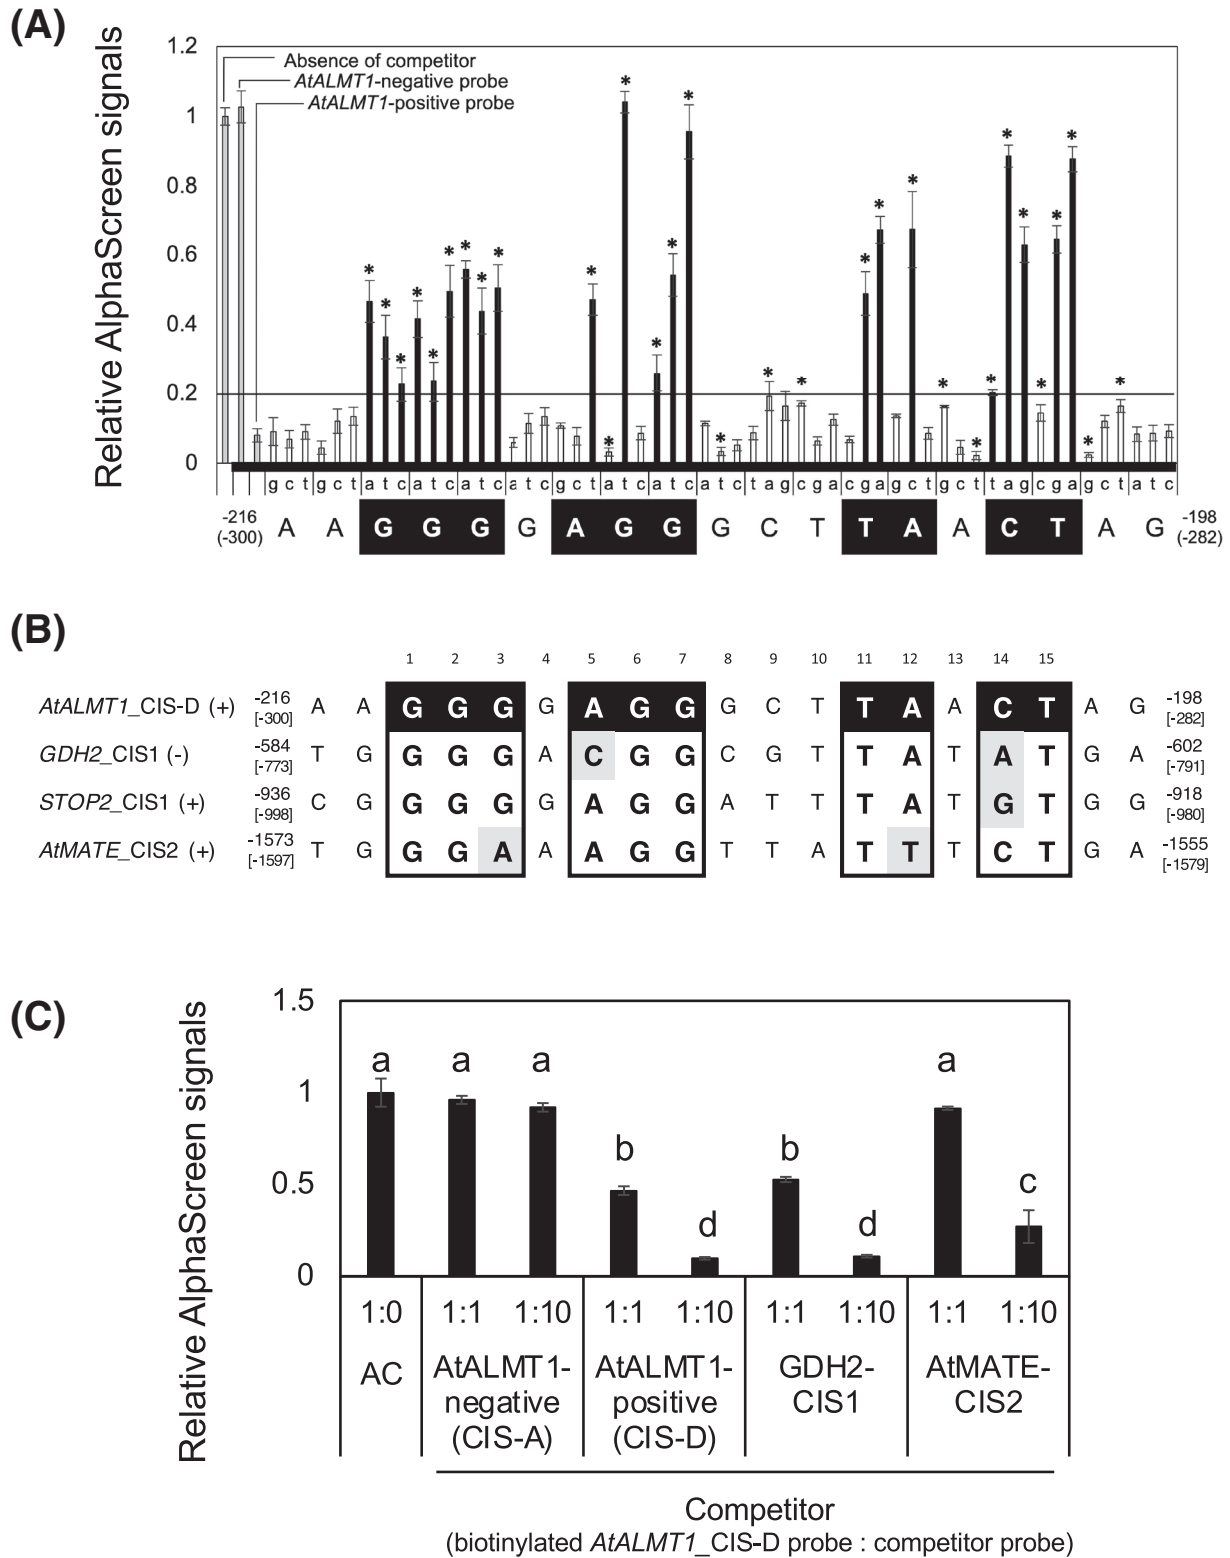 (A)
Relative AlphaScreen signals
1.2
1
0.8
0.6
0.4
0.2
0
Absence of competitor
AtALMT1-negative probe
AtALMT1-positive probe
* * * * * * * * * * * * * * * * * * * * * * * * * * * * * *
g c t g c t a t c a t c a t c a t c g c t a t c a t c a t c t a g c g a c g a g c t g c t t a g c g a g c t a t c
-216 A A G G G G A G G G C T T A A C T A G -198
(-300) (-282)
(B)
1 2 3 4 5 6 7 8 9 10 11 12 13 14 15
AtALMT1_CIS-D (+) -216 [-300] A A G G G G A G G G C T T A A C T A G -198 [-282]
GDH2_CIS1 (-) -584 [-773] T G G G G A C G G C G T T A T A T G A -602 [-791]
STOP2_CIS1 (+) -936 [-998] C G G G G G A G G A T T T A T G T G G -918 [-980]
AtMATE_CIS2 (+) -1573 [-1597] T G G G A A A G G T T A T T T C T G A -1555 [-1579]
(C)
Relative AlphaScreen signals
1.5
1
0.5
0
a a a b d b d a c
1:0 1:1 1:10 1:1 1:10 1:1 1:10 1:1 1:10
AC AtALMT1- AtALMT1- GDH2- AtMATE-
negative positive CIS1 CIS2
(CIS-A) (CIS-D)
Competitor
(biotinylated AtALMT1_CIS-D probe : competitor probe)